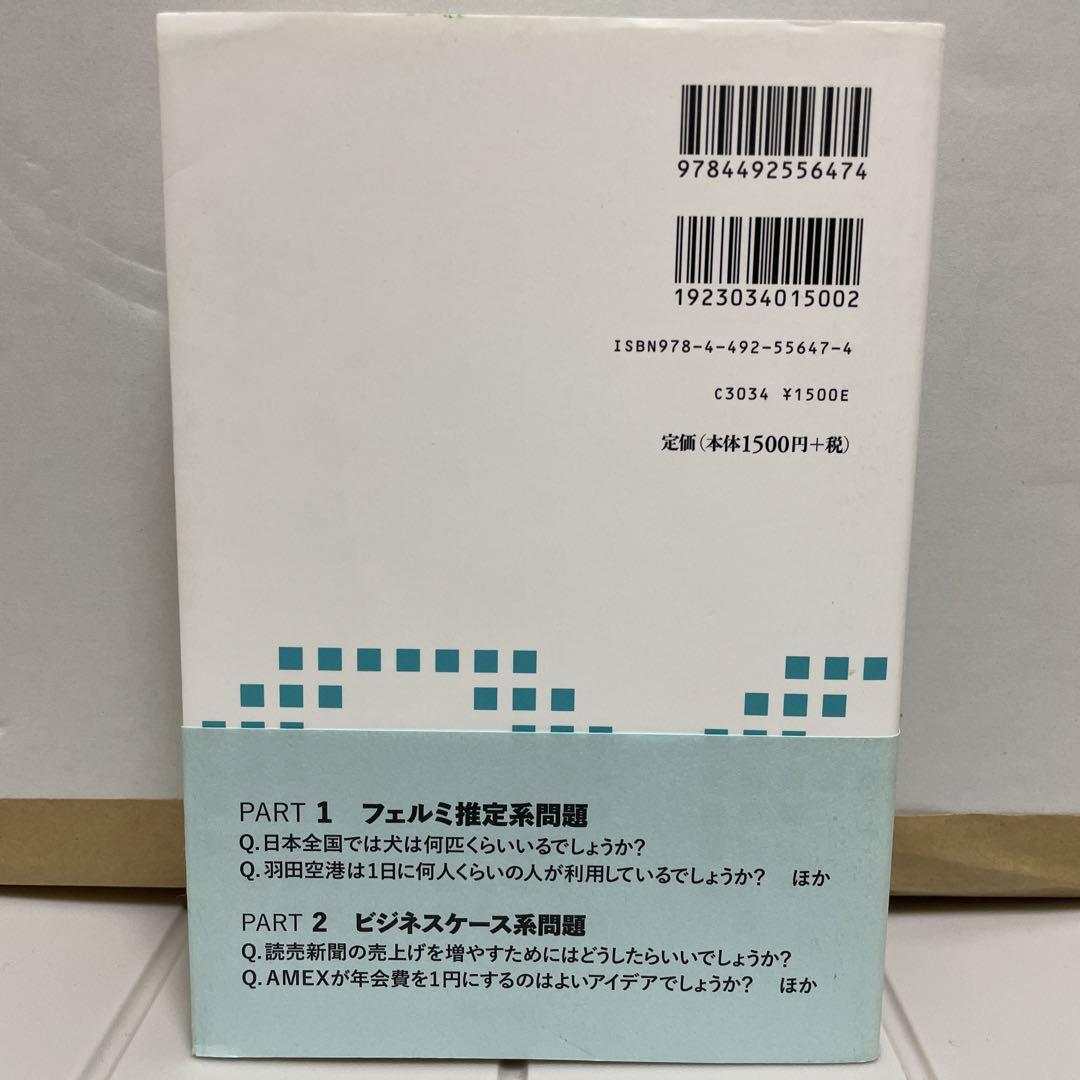 9784492556474
1923034015002
ISBN978-4-492-55647-4
C3034 ¥1500E
定価(本体1500円+税)
PART 1 フェルミ推定系問題
Q.日本全国では犬は何匹くらいいるでしょうか?
Q.羽田空港は1日に何人くらいの人が利用しているでしょうか? ほか
PART 2 ビジネスケース系問題
Q.読売新聞の売上げを増やすためにはどうしたらいいでしょうか?
Q.AMEXが年会費を1円にするのはよいアイデアでしょうか? ほか